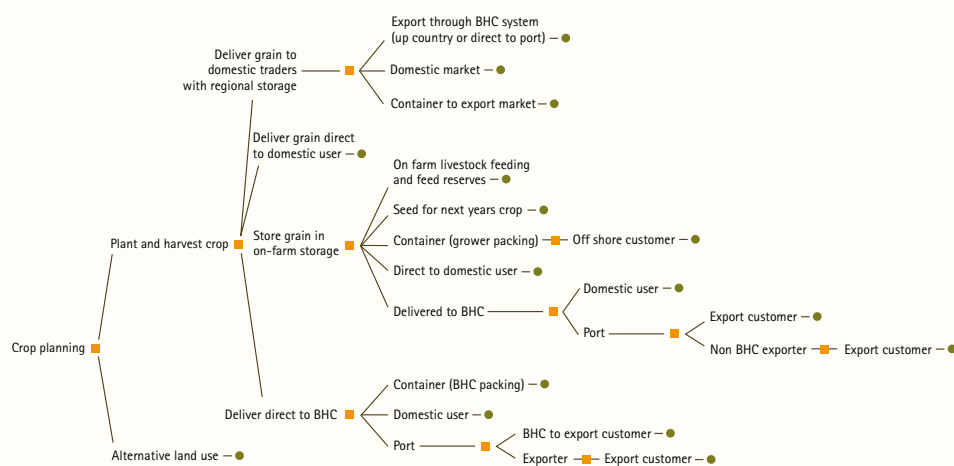 Crop planning
Plant and harvest crop
Deliver grain to
domestic traders
with regional storage
Export through BHC system
(up country or direct to port)
Domestic market
Container to export market
Deliver grain direct
to domestic user
Store grain in
on-farm storage
On farm livestock feeding
and feed reserves
Seed for next years crop
Container (grower packing)
Off shore customer
Direct to domestic user
Delivered to BHC
Domestic user
Port
Export customer
Non BHC exporter
Export customer
Deliver direct to BHC
Container (BHC packing)
Domestic user
Port
BHC to export customer
Exporter
Export customer
Alternative land use